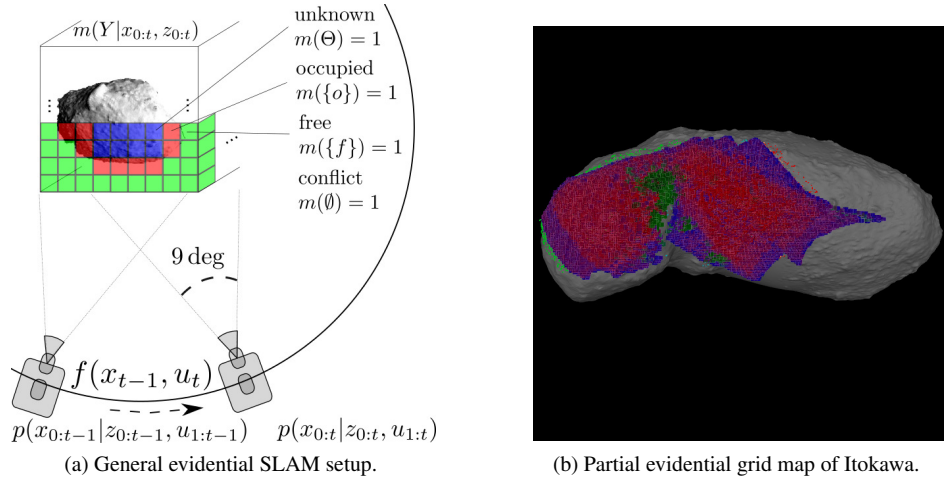 m(Y|x_{0:t}, z_{0:t})
unknown
m(Θ) = 1
occupied
m({o}) = 1
free
m({f}) = 1
conflict
m(∅) = 1
9 deg
f(x_{t−1}, u_t)
p(x_{0:t−1}|z_{0:t−1}, u_{1:t−1})
p(x_{0:t}|z_{0:t}, u_{1:t})
(a) General evidential SLAM setup.
(b) Partial evidential grid map of Itokawa.